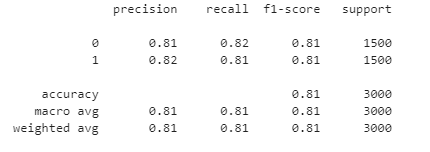 precision recall f1-score support
0 0.81 0.82 0.81 1500
1 0.82 0.81 0.81 1500
accuracy 0.81 3000
macro avg 0.81 0.81 0.81 3000
weighted avg 0.81 0.81 0.81 3000